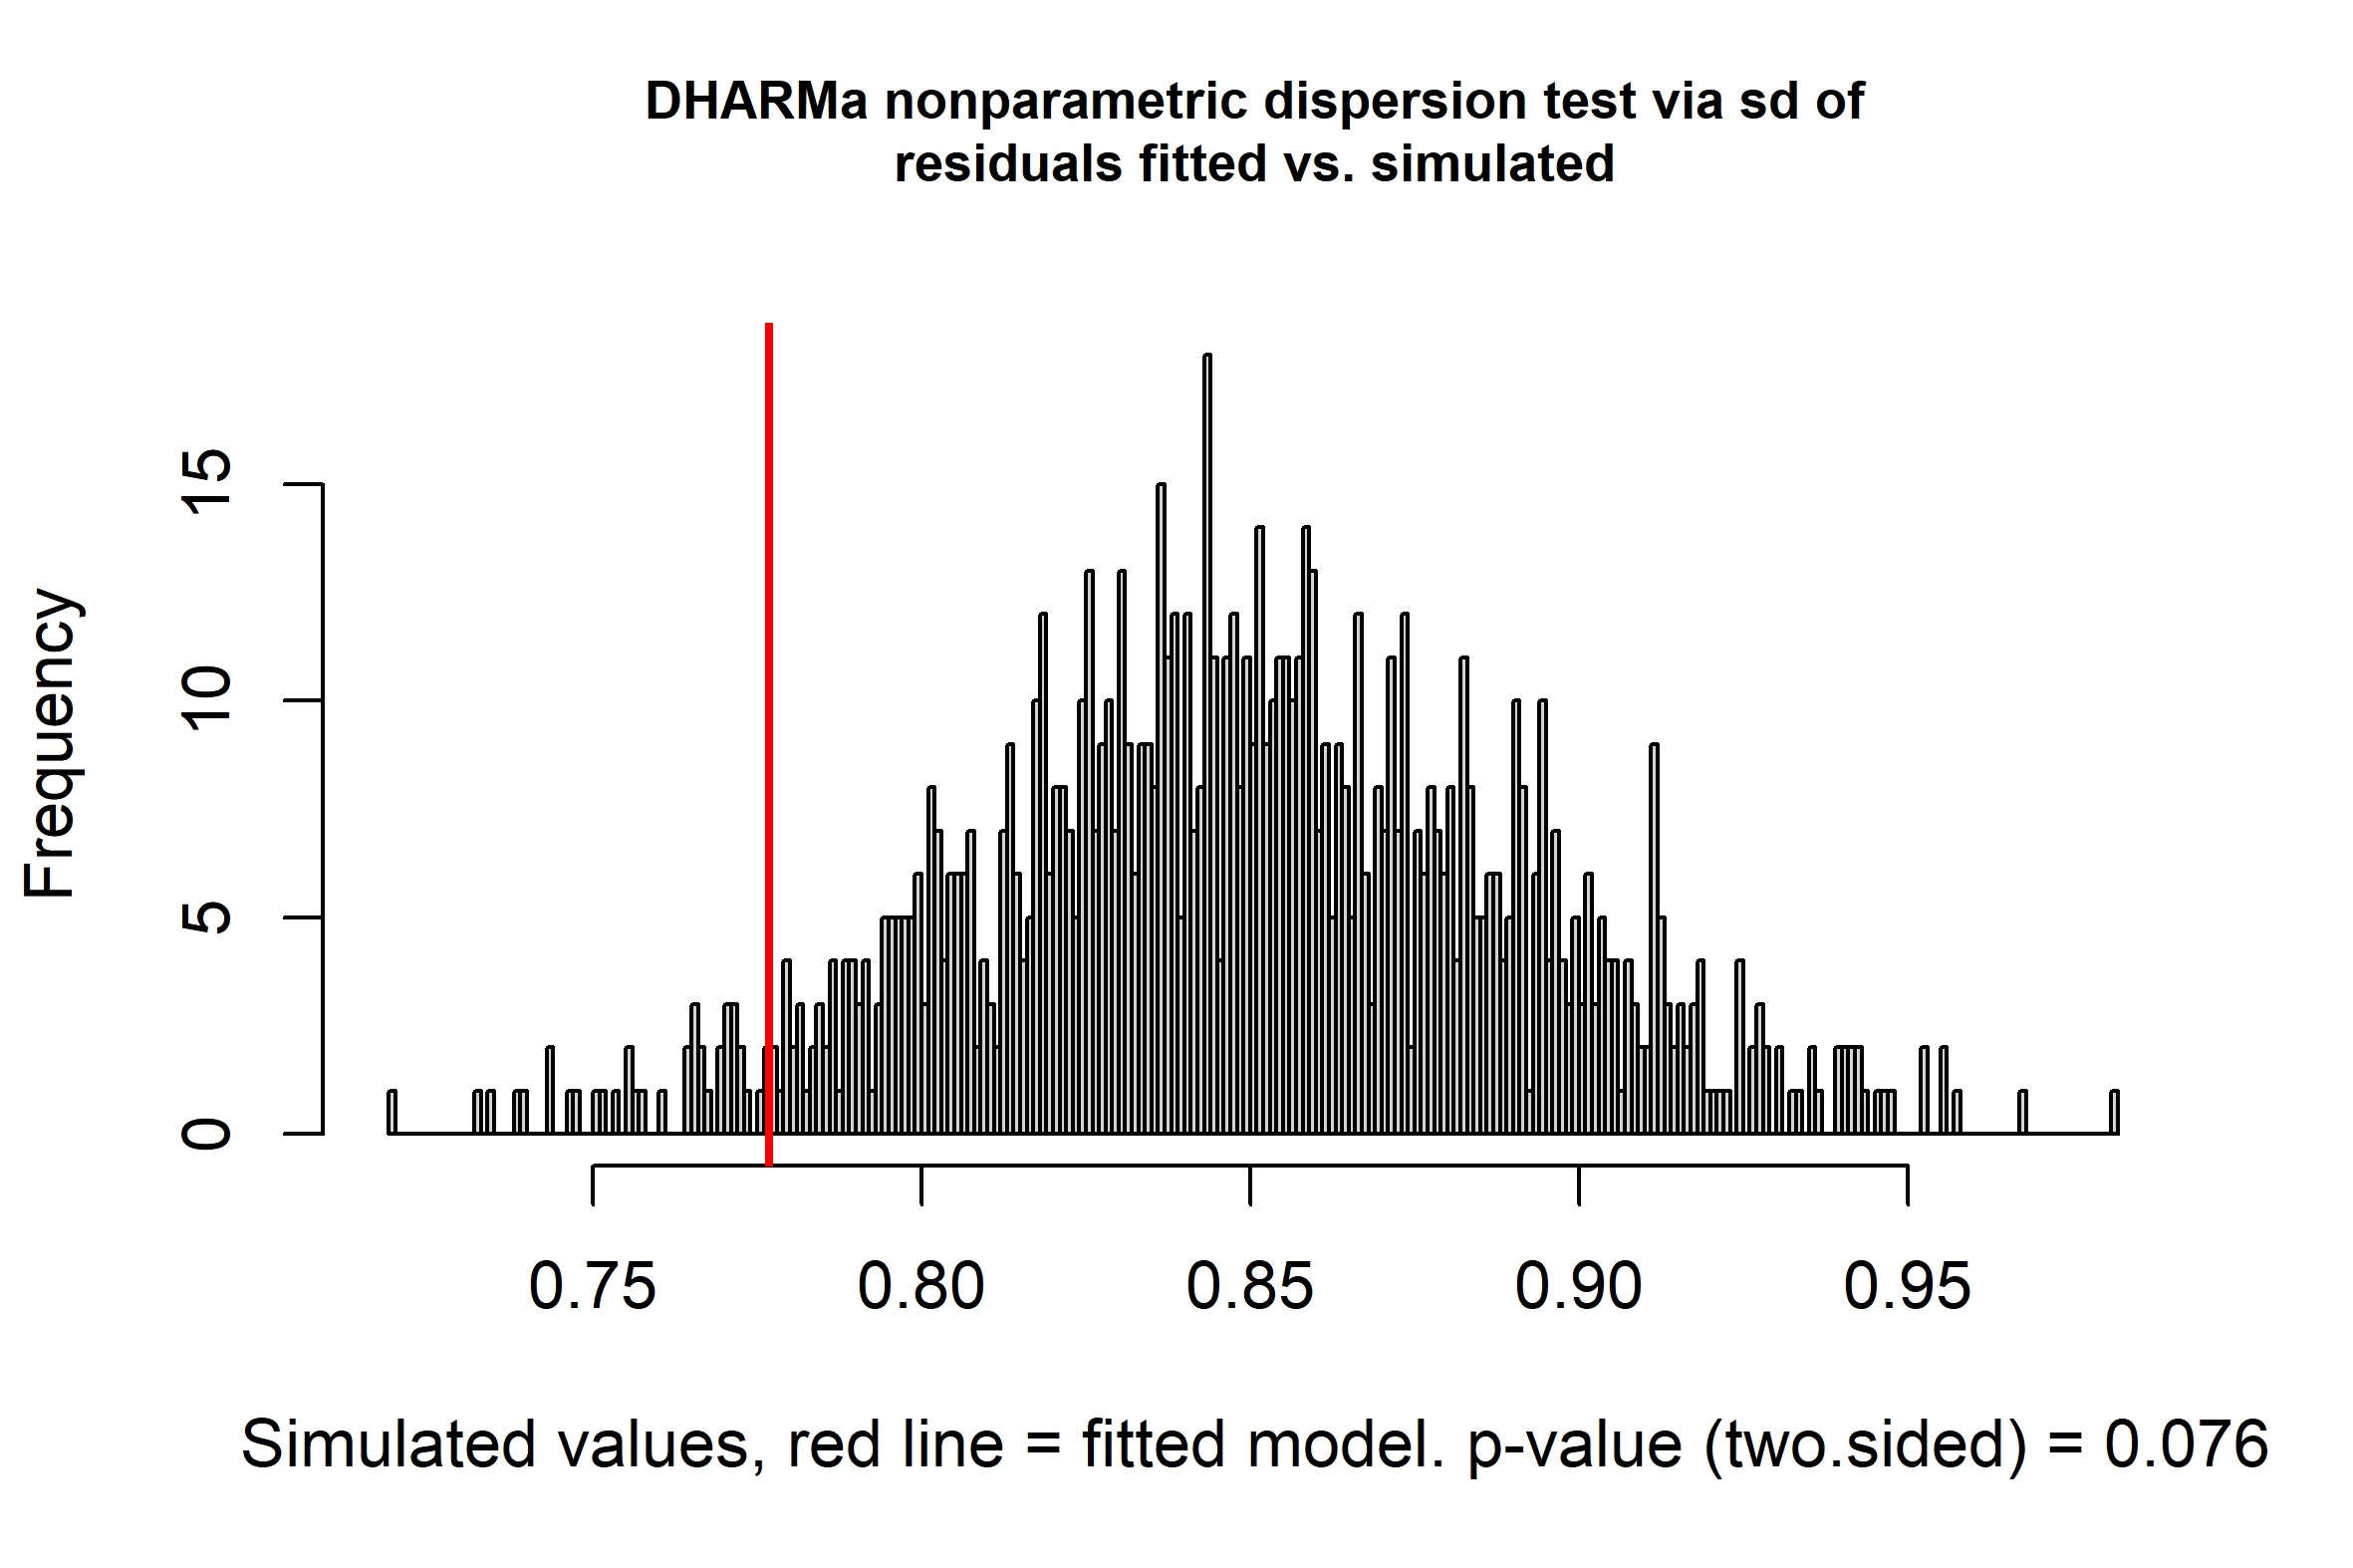 DHARMa nonparametric dispersion test via sd of
residuals fitted vs. simulated
Frequency
15
10
5
0
0.75 0.80 0.85 0.90 0.95
Simulated values, red line = fitted model. p-value (two.sided) = 0.076